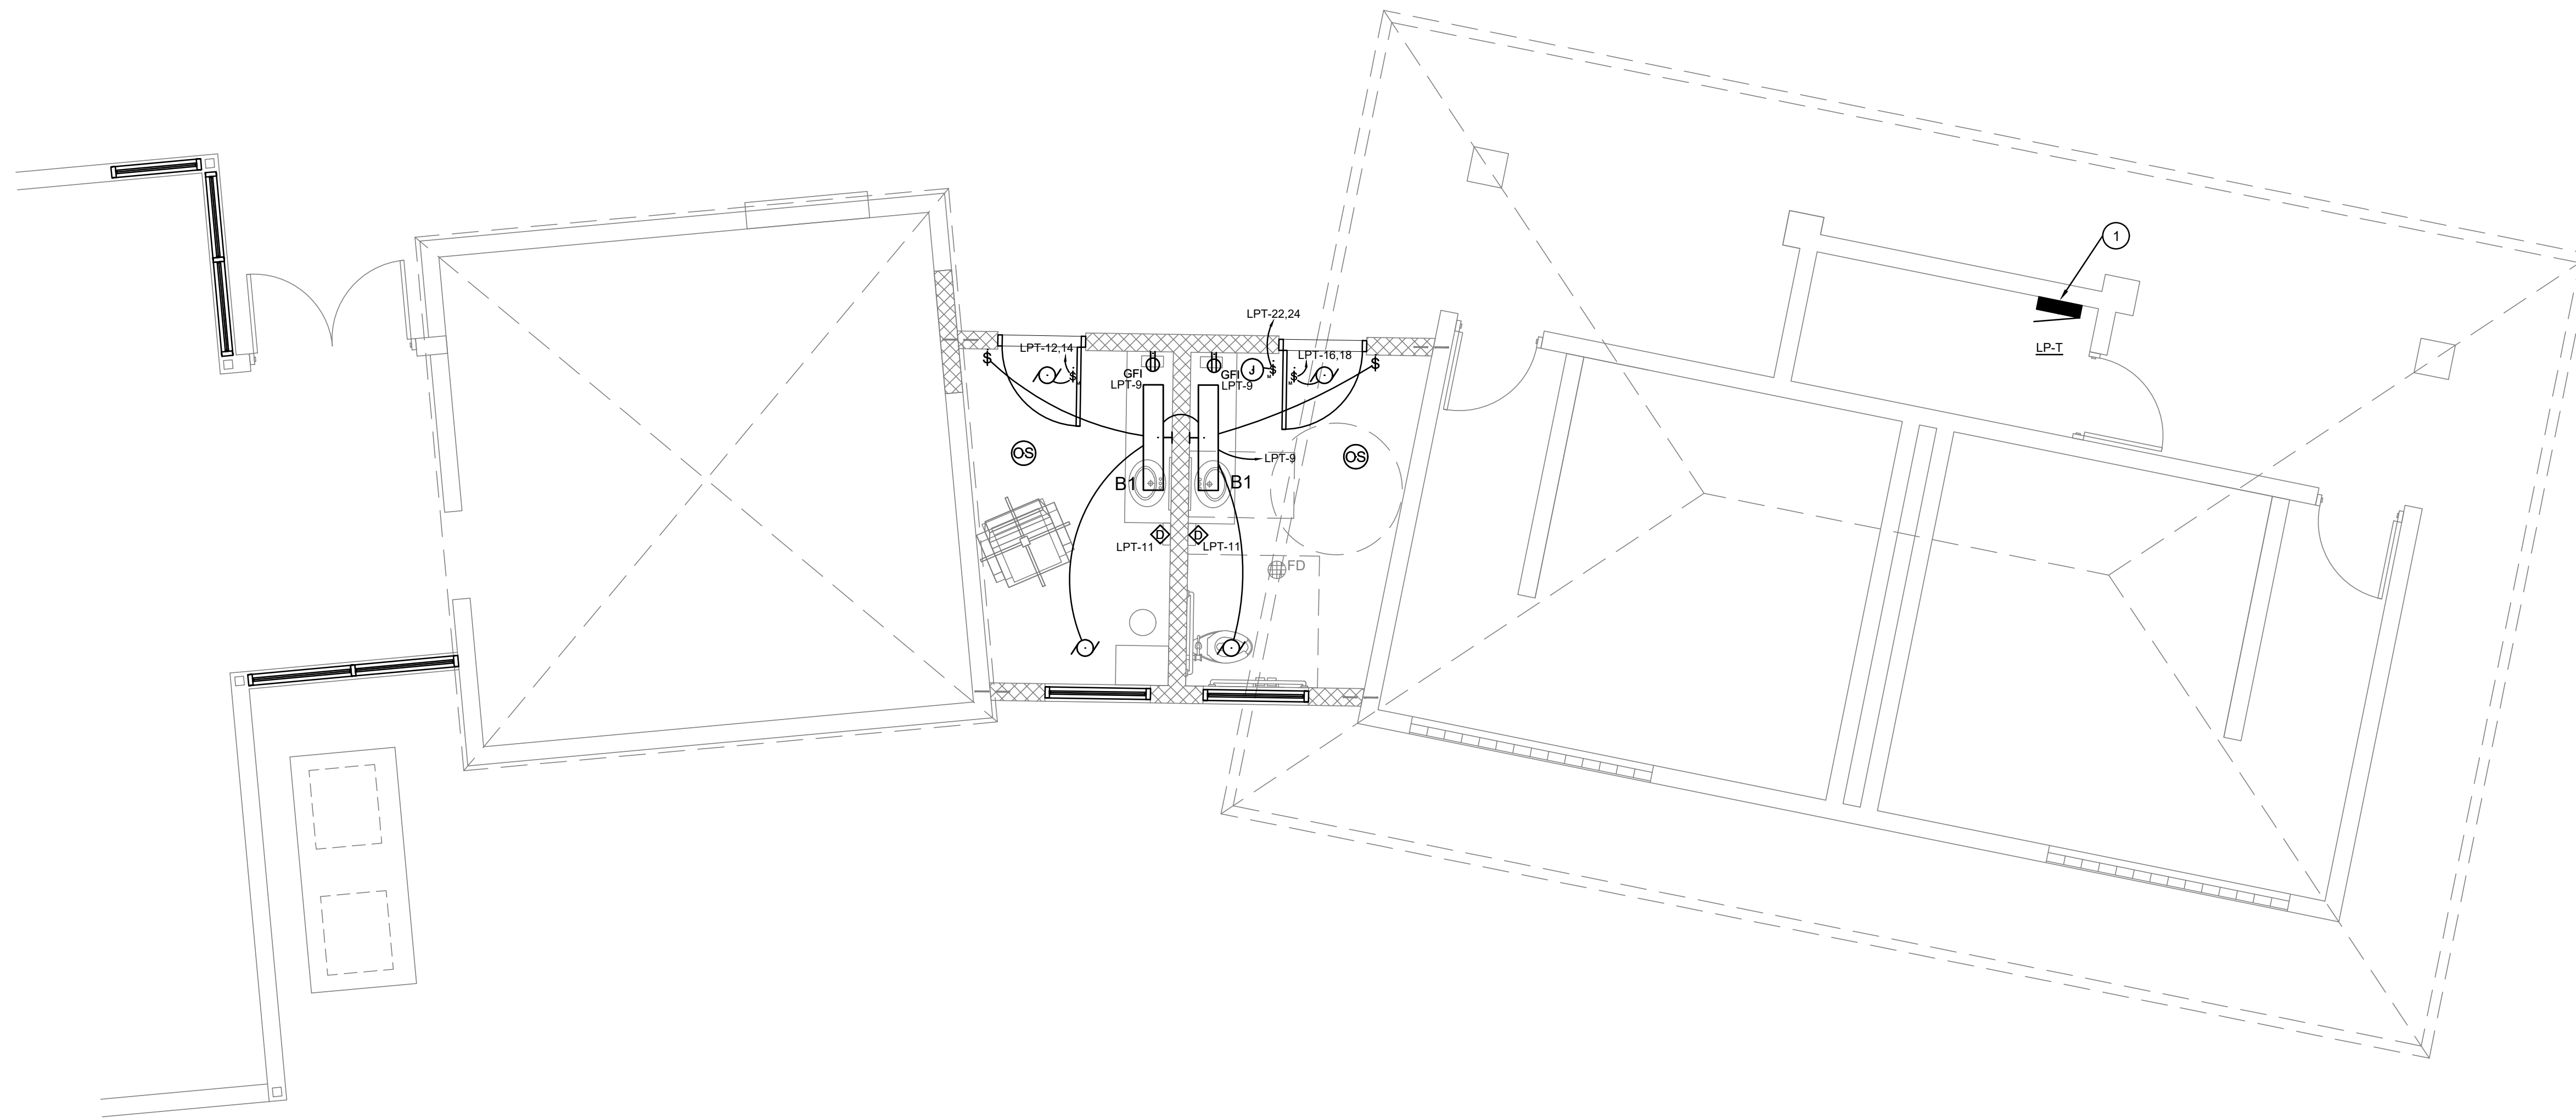 1
LP-T
LPT-22,24
LPT-12,14
LPT-16,18
$
$
$
$
$
J
GFI
LPT-9
GFI
LPT-9
OS
OS
LPT-9
B1
B1
D
D
LPT-11
LPT-11
FD